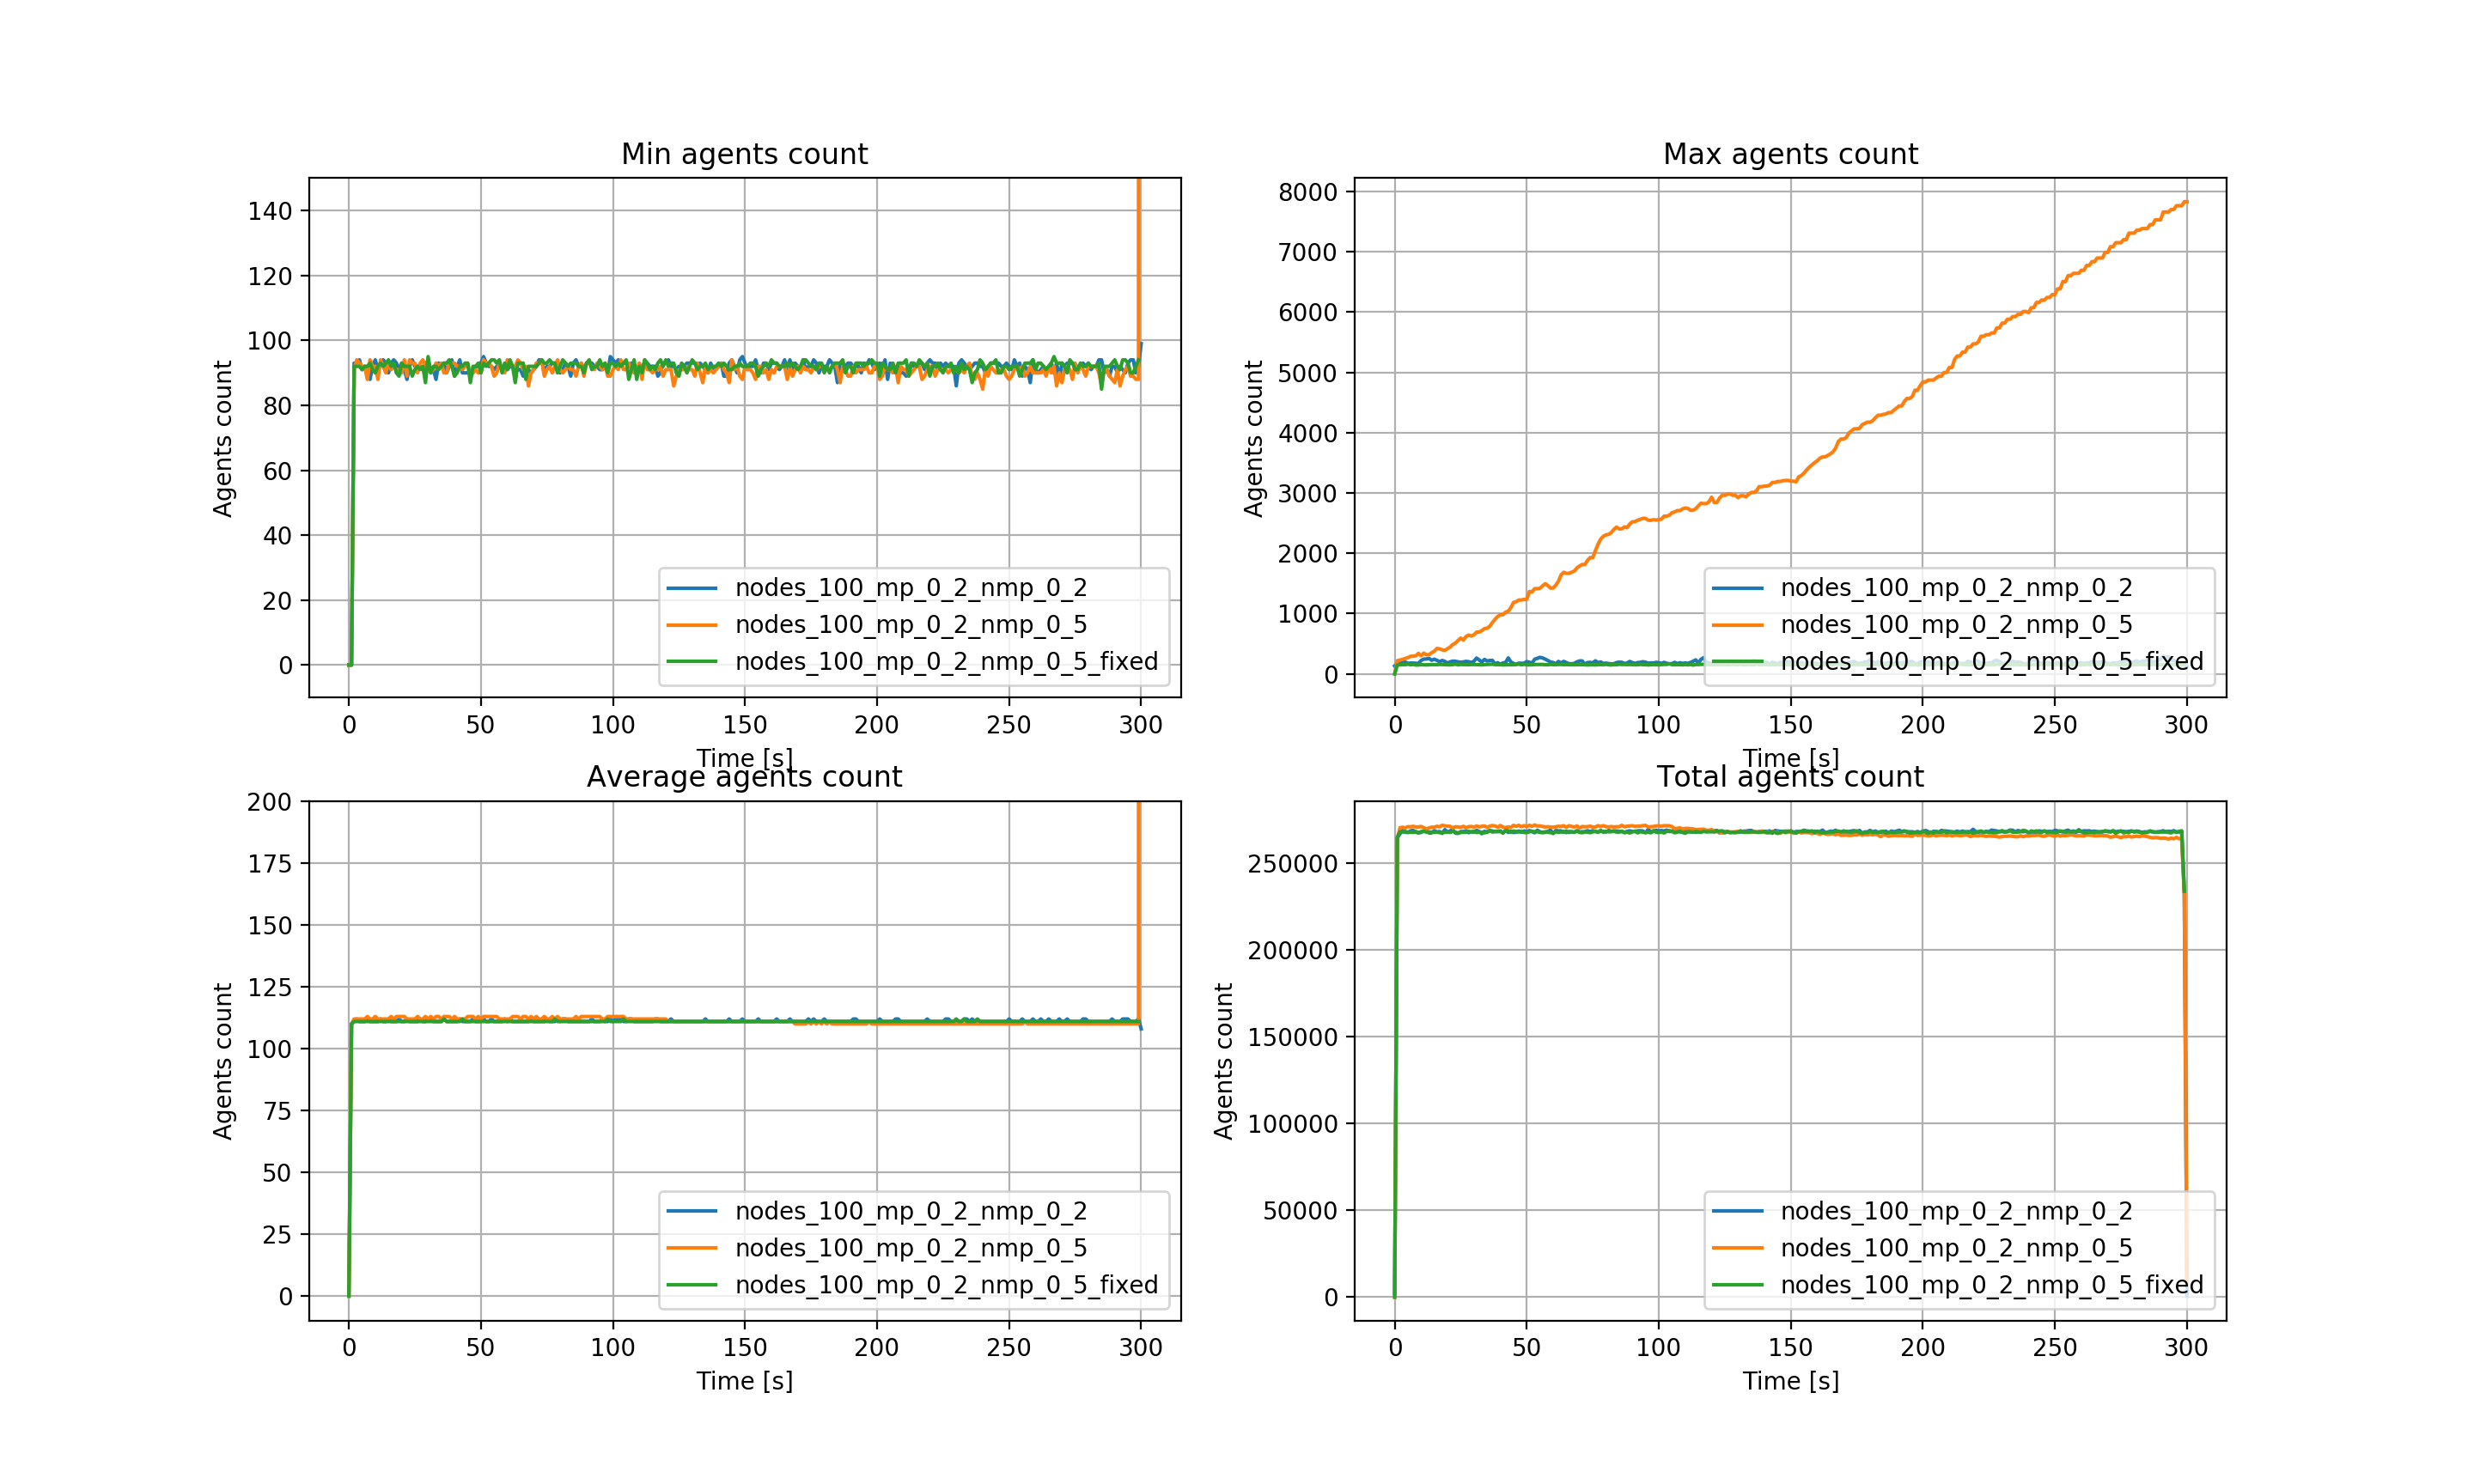 Min agents count
Agents count
140
120
100
80
60
40
20
0
nodes_100_mp_0_2_nmp_0_2
nodes_100_mp_0_2_nmp_0_5
nodes_100_mp_0_2_nmp_0_5_fixed
0 50 100 150 200 250 300
Time [s]
Max agents count
Agents count
8000
7000
6000
5000
4000
3000
2000
1000
0
nodes_100_mp_0_2_nmp_0_2
nodes_100_mp_0_2_nmp_0_5
nodes_100_mp_0_2_nmp_0_5_fixed
0 50 100 150 200 250 300
Time [s]
Average agents count
Agents count
200
175
150
125
100
75
50
25
0
nodes_100_mp_0_2_nmp_0_2
nodes_100_mp_0_2_nmp_0_5
nodes_100_mp_0_2_nmp_0_5_fixed
0 50 100 150 200 250 300
Time [s]
Total agents count
Agents count
250000
200000
150000
100000
50000
0
nodes_100_mp_0_2_nmp_0_2
nodes_100_mp_0_2_nmp_0_5
nodes_100_mp_0_2_nmp_0_5_fixed
0 50 100 150 200 250 300
Time [s]